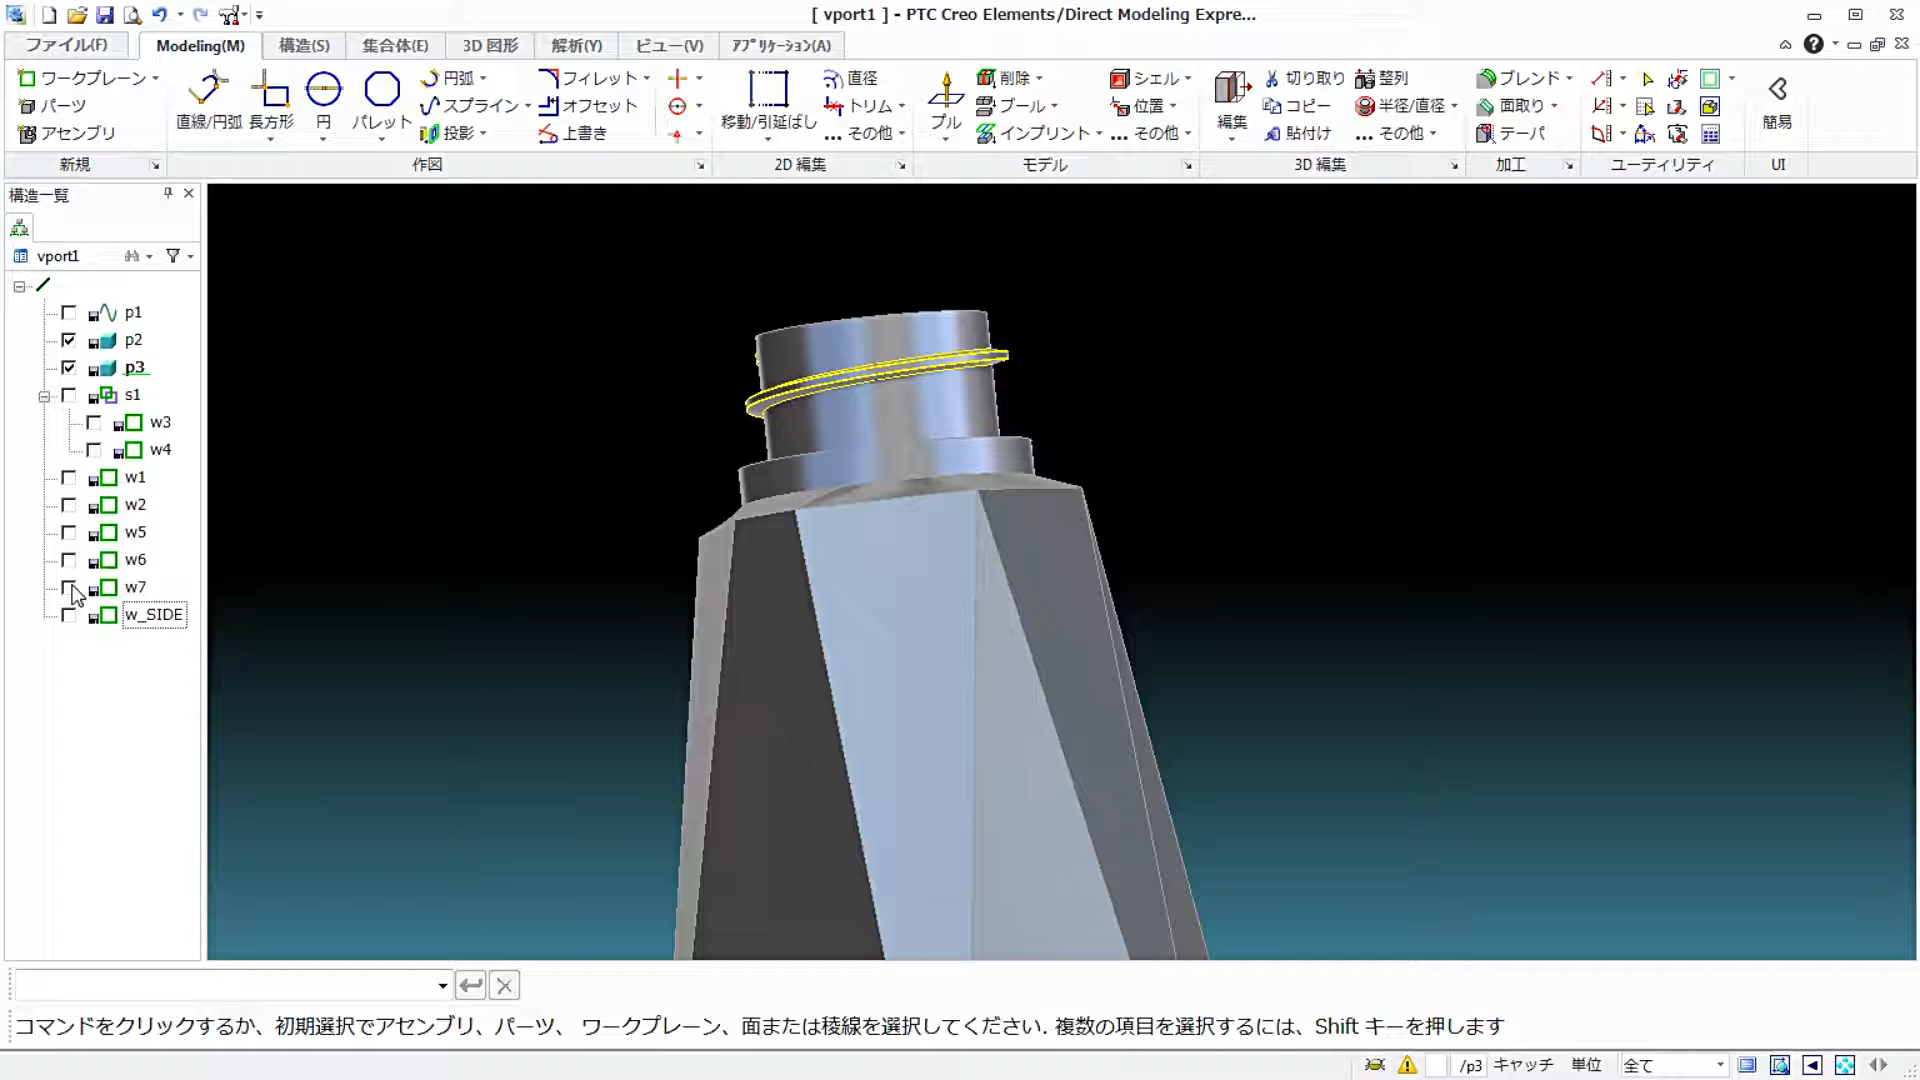 [ vport1 ] - PTC Creo Elements/Direct Modeling Expre...
ファイル(F)
Modeling(M)
構造(S)
集合体(E)
3D 図形
解析(Y)
ビュー(V)
ｱﾌﾟﾘｹｰｼｮﾝ(A)
ワークプレーン
パーツ
アセンブリ
新規
直線/円弧
長方形
円
パレット
円弧
スプライン
投影
フィレット
オフセット
上書き
作図
移動/引延ばし
直径
トリム
その他
2D 編集
プル
削除
ブール
インプリント
シェル
位置
その他
モデル
編集
切り取り
コピー
貼付け
整列
半径/直径
その他
3D 編集
ブレンド
面取り
テーパ
加工
ユーティリティ
簡易
UI
構造一覧
vport1
p1
p2
p3
s1
w3
w4
w1
w2
w5
w6
w7
w_SIDE
コマンドをクリックするか、初期選択でアセンブリ、パーツ、 ワークプレーン、面または稜線を選択してください. 複数の項目を選択するには、Shift キーを押します
/p3
キャッチ
単位
全て